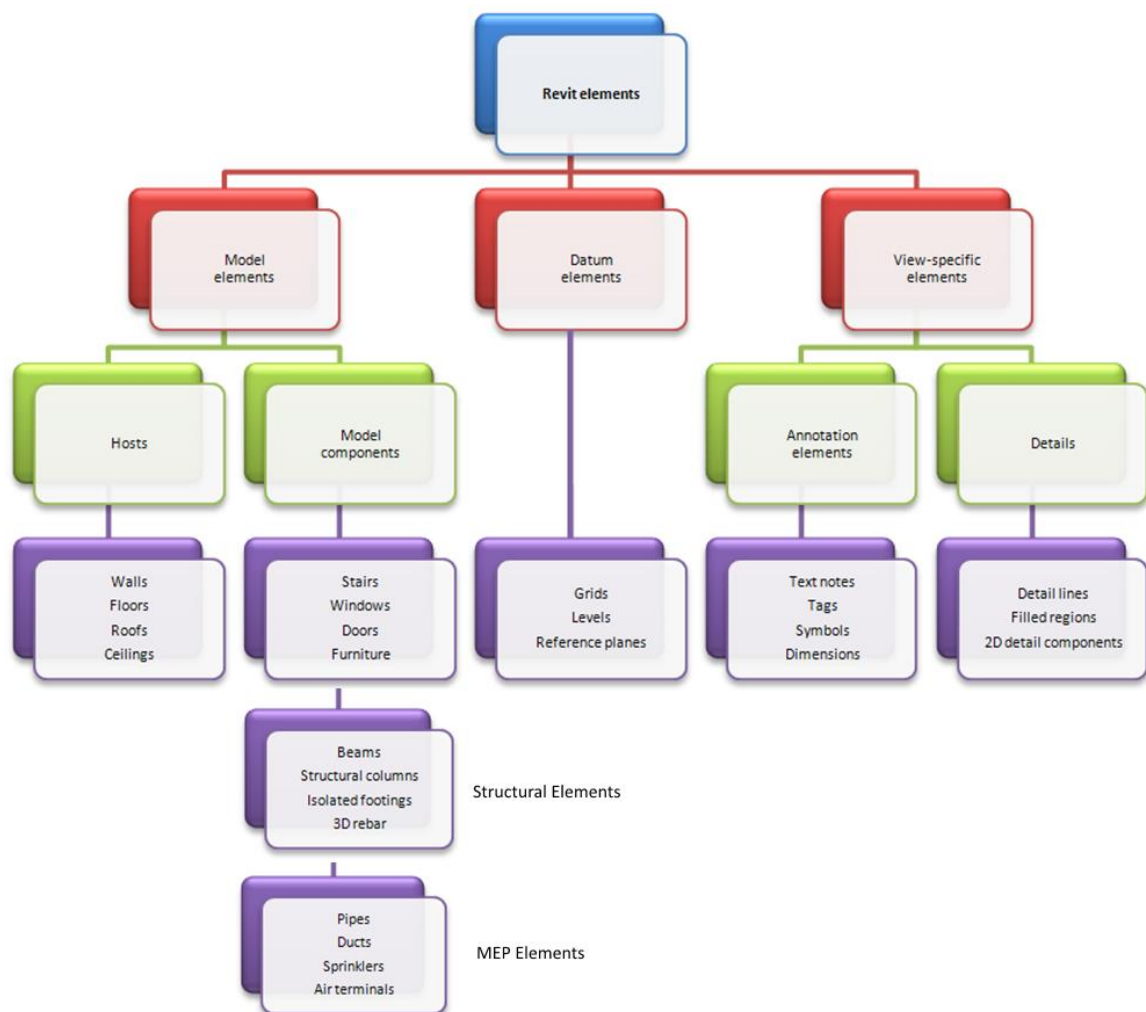 Revit elements
Model
elements
Datum
elements
View-specific
elements
Hosts
Model
components
Annotation
elements
Details
Walls
Floors
Roofs
Ceilings
Stairs
Windows
Doors
Furniture
Grids
Levels
Reference planes
Text notes
Tags
Symbols
Dimensions
Detail lines
Filled regions
2D detail components
Beams
Structural columns
Isolated footings
3D rebar
Structural Elements
Pipes
Ducts
Sprinklers
Air terminals
MEP Elements